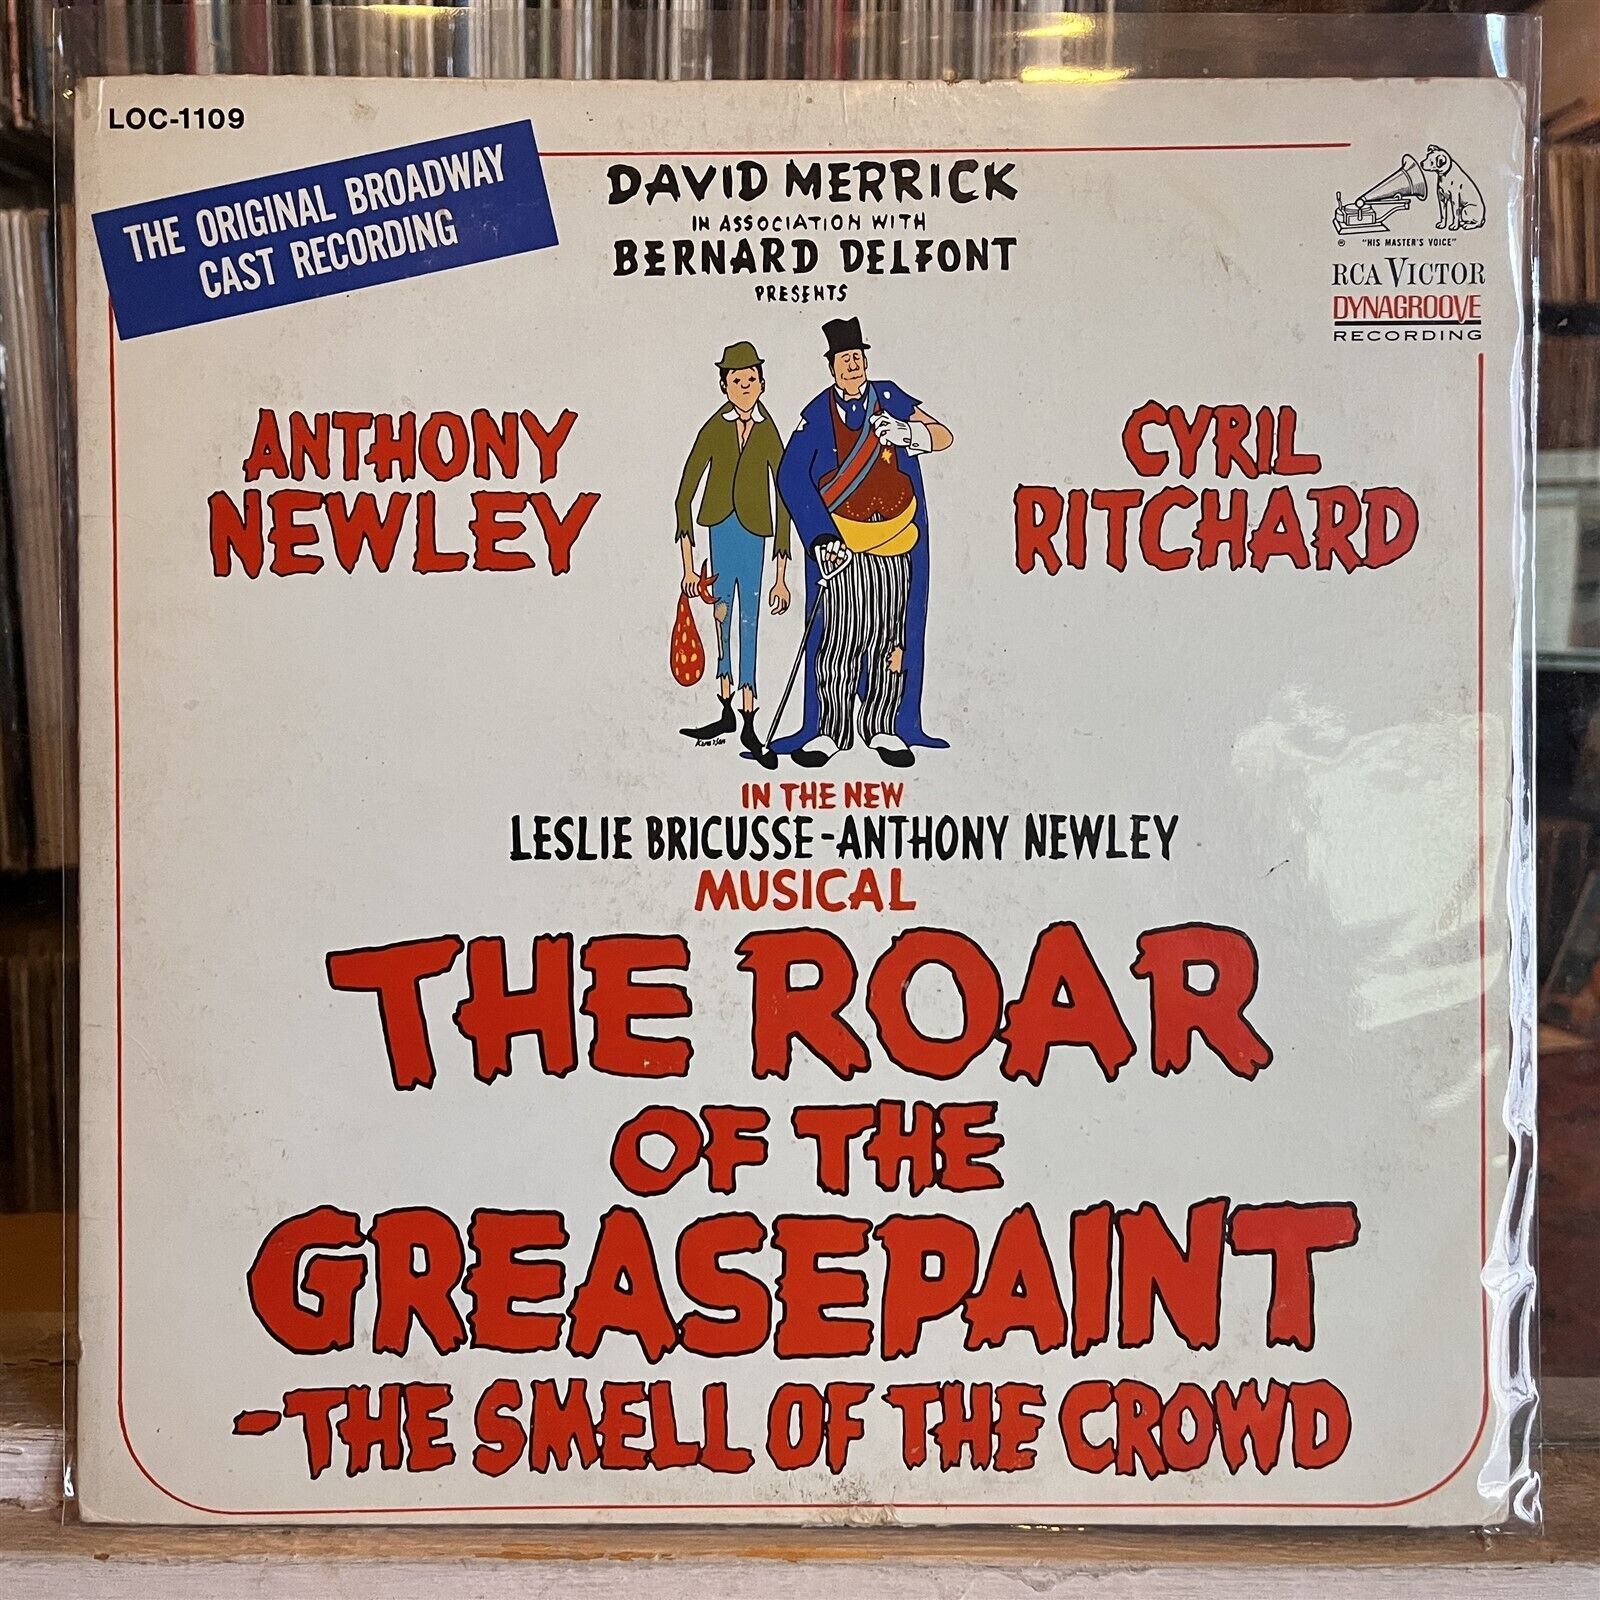 LOC-1109
THE ORIGINAL BROADWAY
CAST RECORDING
DAVID MERRICK
IN ASSOCIATION WITH
BERNARD DELFONT
PRESENTS
® "HIS MASTER'S VOICE"
RCA VICTOR
DYNAGROOVE
RECORDING
ANTHONY
NEWLEY
CYRIL
RITCHARD
IN THE NEW
LESLIE BRICUSSE-ANTHONY NEWLEY
MUSICAL
THE ROAR
OF THE
GREASEPAINT
-THE SMELL OF THE CROWD